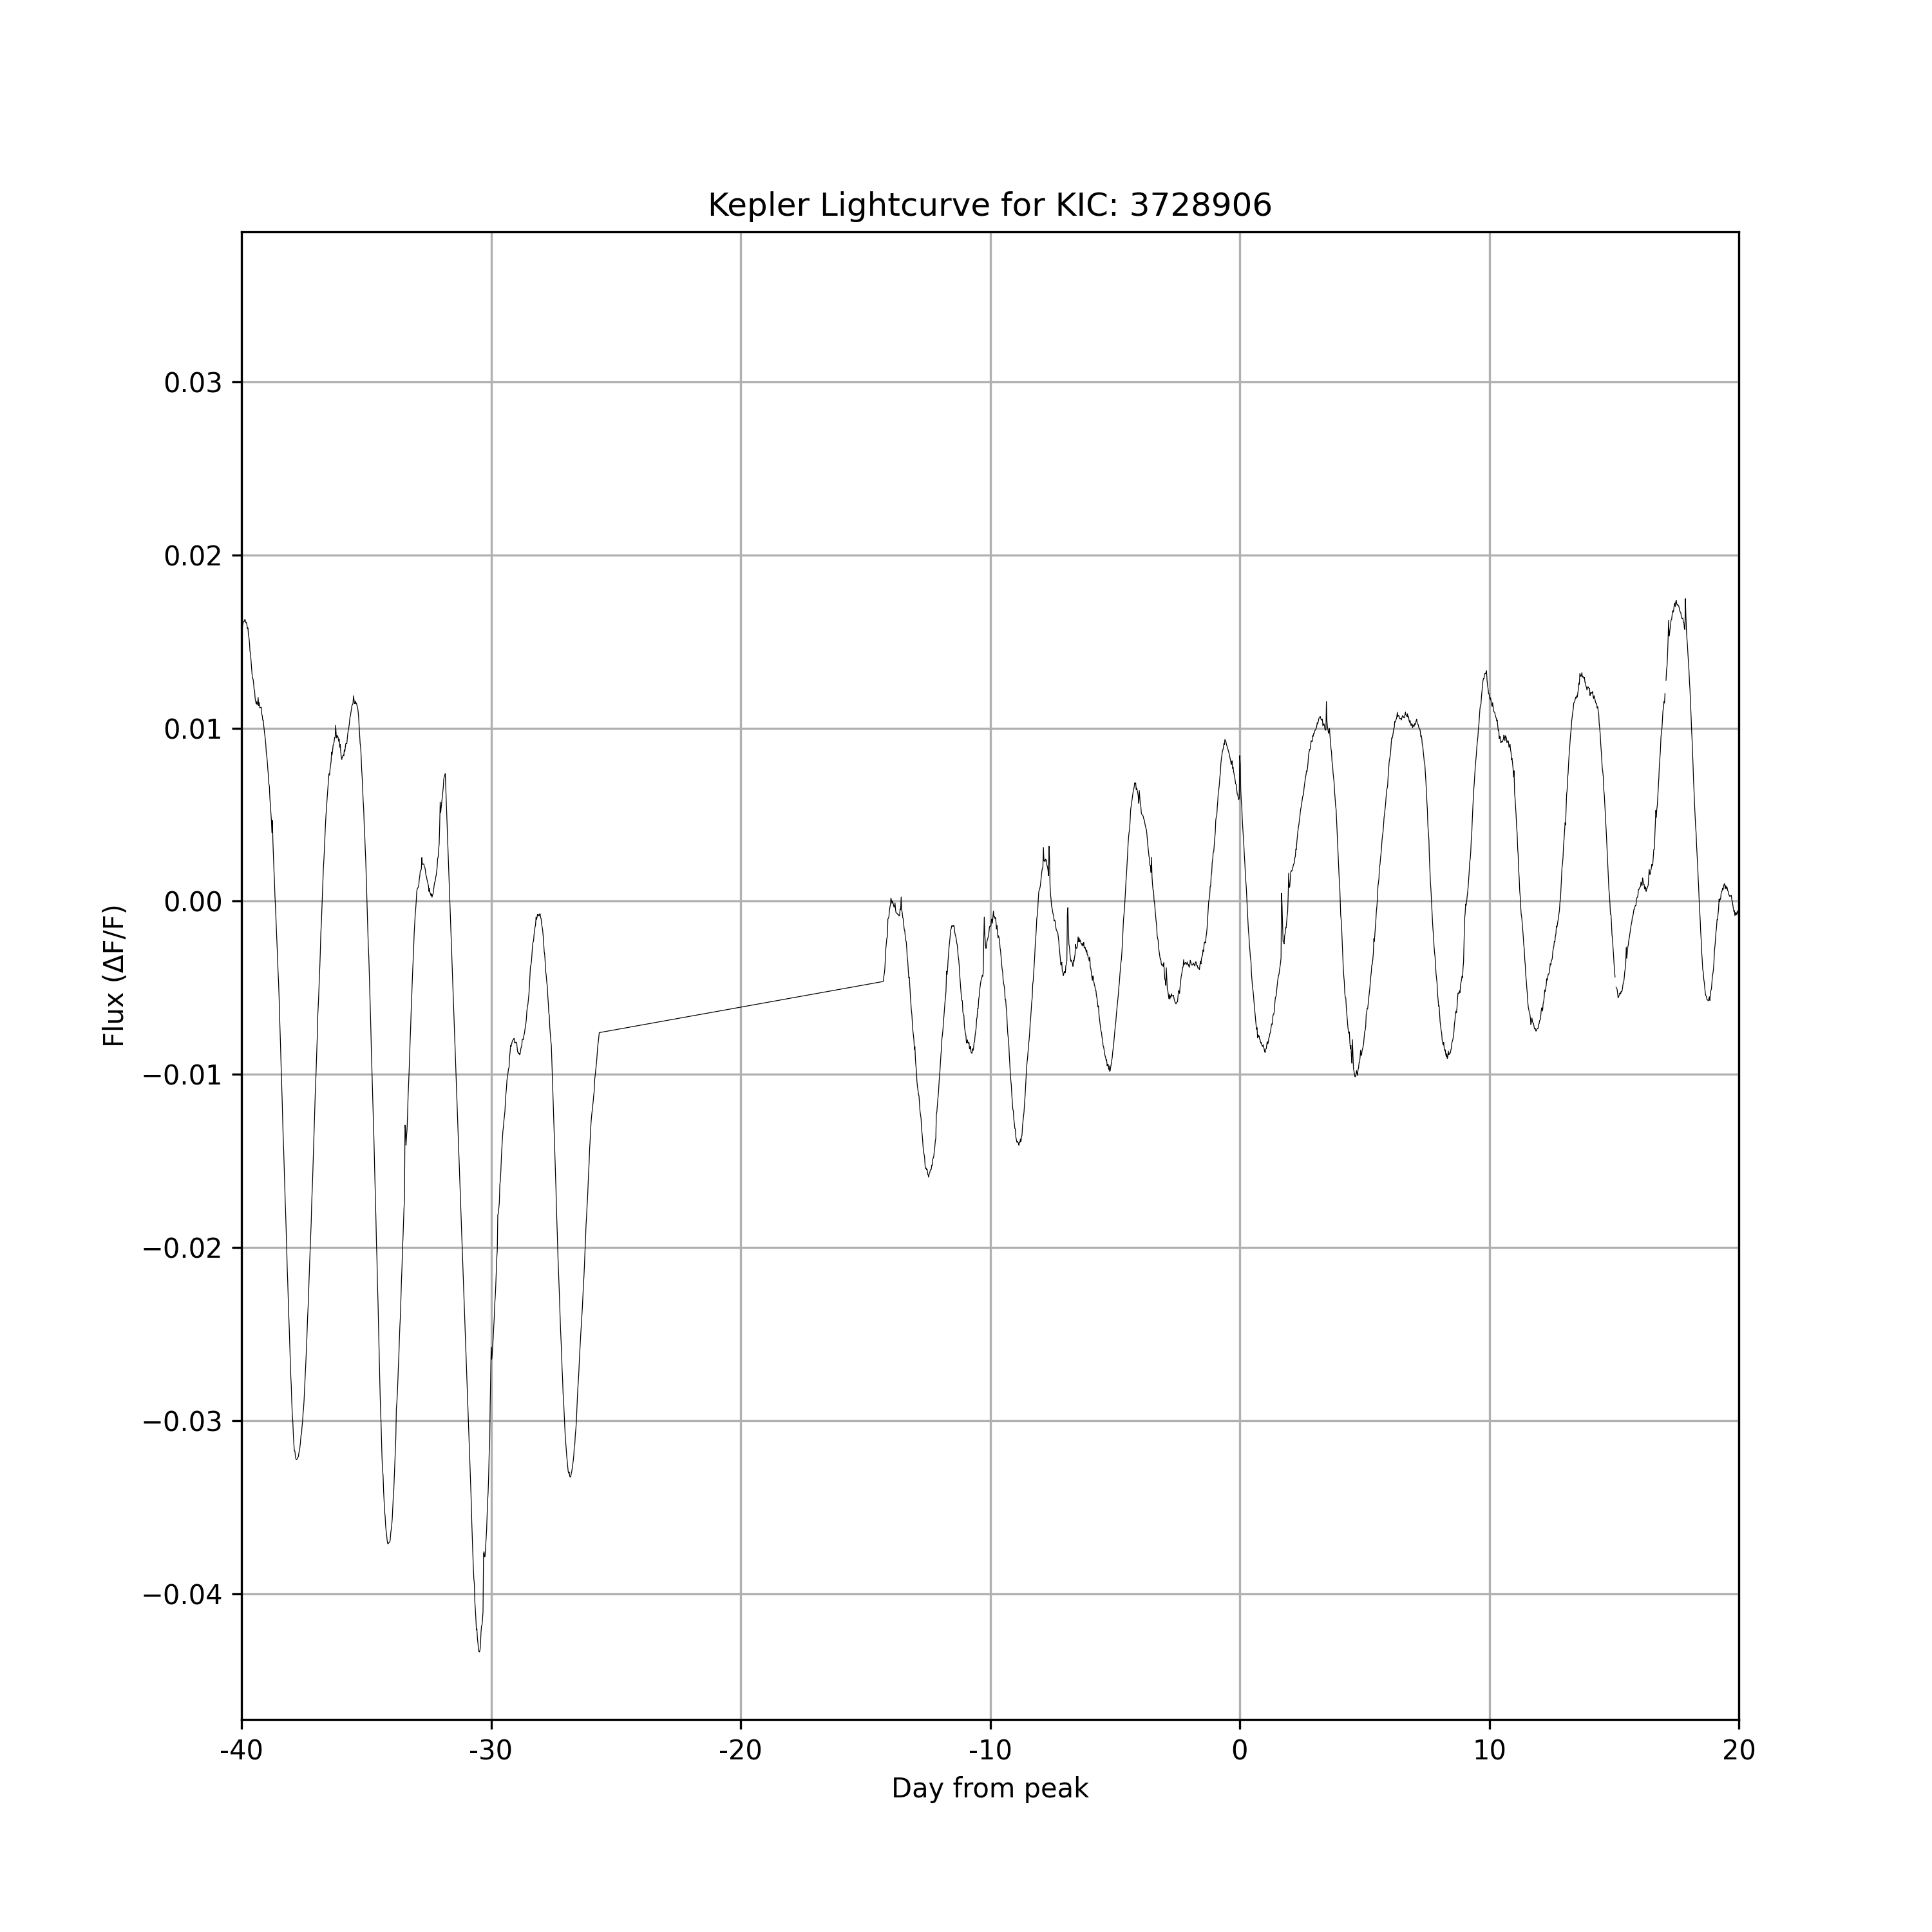 Kepler Lightcurve for KIC: 3728906
Flux (ΔF/F)
0.03
0.02
0.01
0.00
−0.01
−0.02
−0.03
−0.04
-40 -30 -20 -10 0 10 20
Day from peak